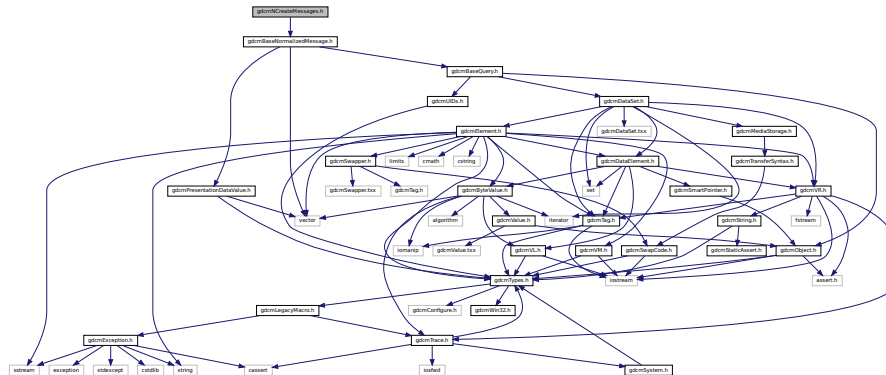 gdcmNCreateMessages.h
gdcmBaseNormalizedMessage.h
gdcmBaseQuery.h
gdcmUIDs.h
gdcmDataSet.h
gdcmElement.h
gdcmDataSet.txx
gdcmMediaStorage.h
gdcmSwapper.h
limits
cmath
cstring
gdcmDataElement.h
gdcmTransferSyntax.h
gdcmPresentationDataValue.h
gdcmSwapper.txx
gdcmTag.h
gdcmByteValue.h
set
gdcmSmartPointer.h
gdcmVR.h
vector
algorithm
gdcmValue.h
iterator
gdcmTag.h
gdcmString.h
fstream
iomanip
gdcmValue.txx
gdcmVL.h
gdcmVM.h
gdcmSwapCode.h
gdcmStaticAssert.h
gdcmObject.h
gdcmTypes.h
iostream
assert.h
gdcmLegacyMacro.h
gdcmConfigure.h
gdcmWin32.h
gdcmException.h
gdcmTrace.h
sstream
exception
stdexcept
cstdlib
string
cassert
iosfwd
gdcmSystem.h